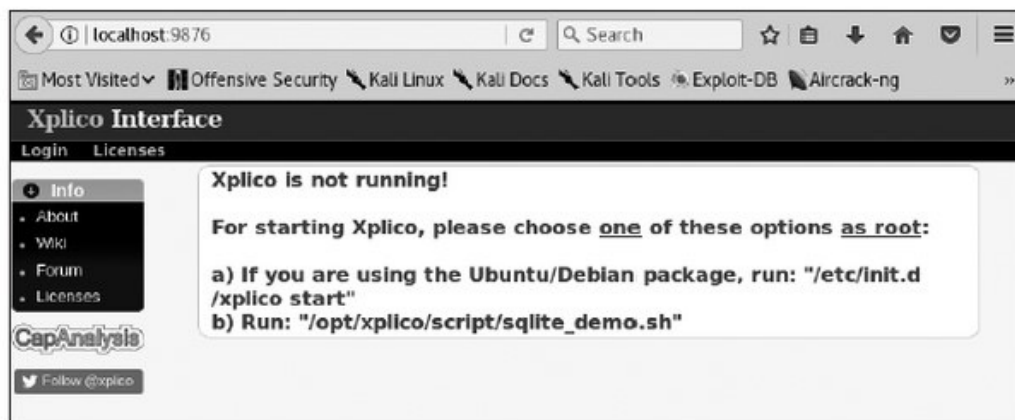 localhost:9876
Search
Most Visited
Offensive Security
Kali Linux
Kali Docs
Kali Tools
Exploit-DB
Aircrack-ng
»
Xplico Interface
Login Licenses
Info
About
Wiki
Forum
Licenses
CapAnalysis
Follow @xplico
Xplico is not running!
For starting Xplico, please choose one of these options as root:
a) If you are using the Ubuntu/Debian package, run: "/etc/init.d
/xplico start"
b) Run: "/opt/xplico/script/sqlite_demo.sh"